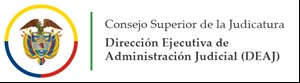 Consejo Superior de la Judicatura
Dirección Ejecutiva de
Administración Judicial (DEAJ)